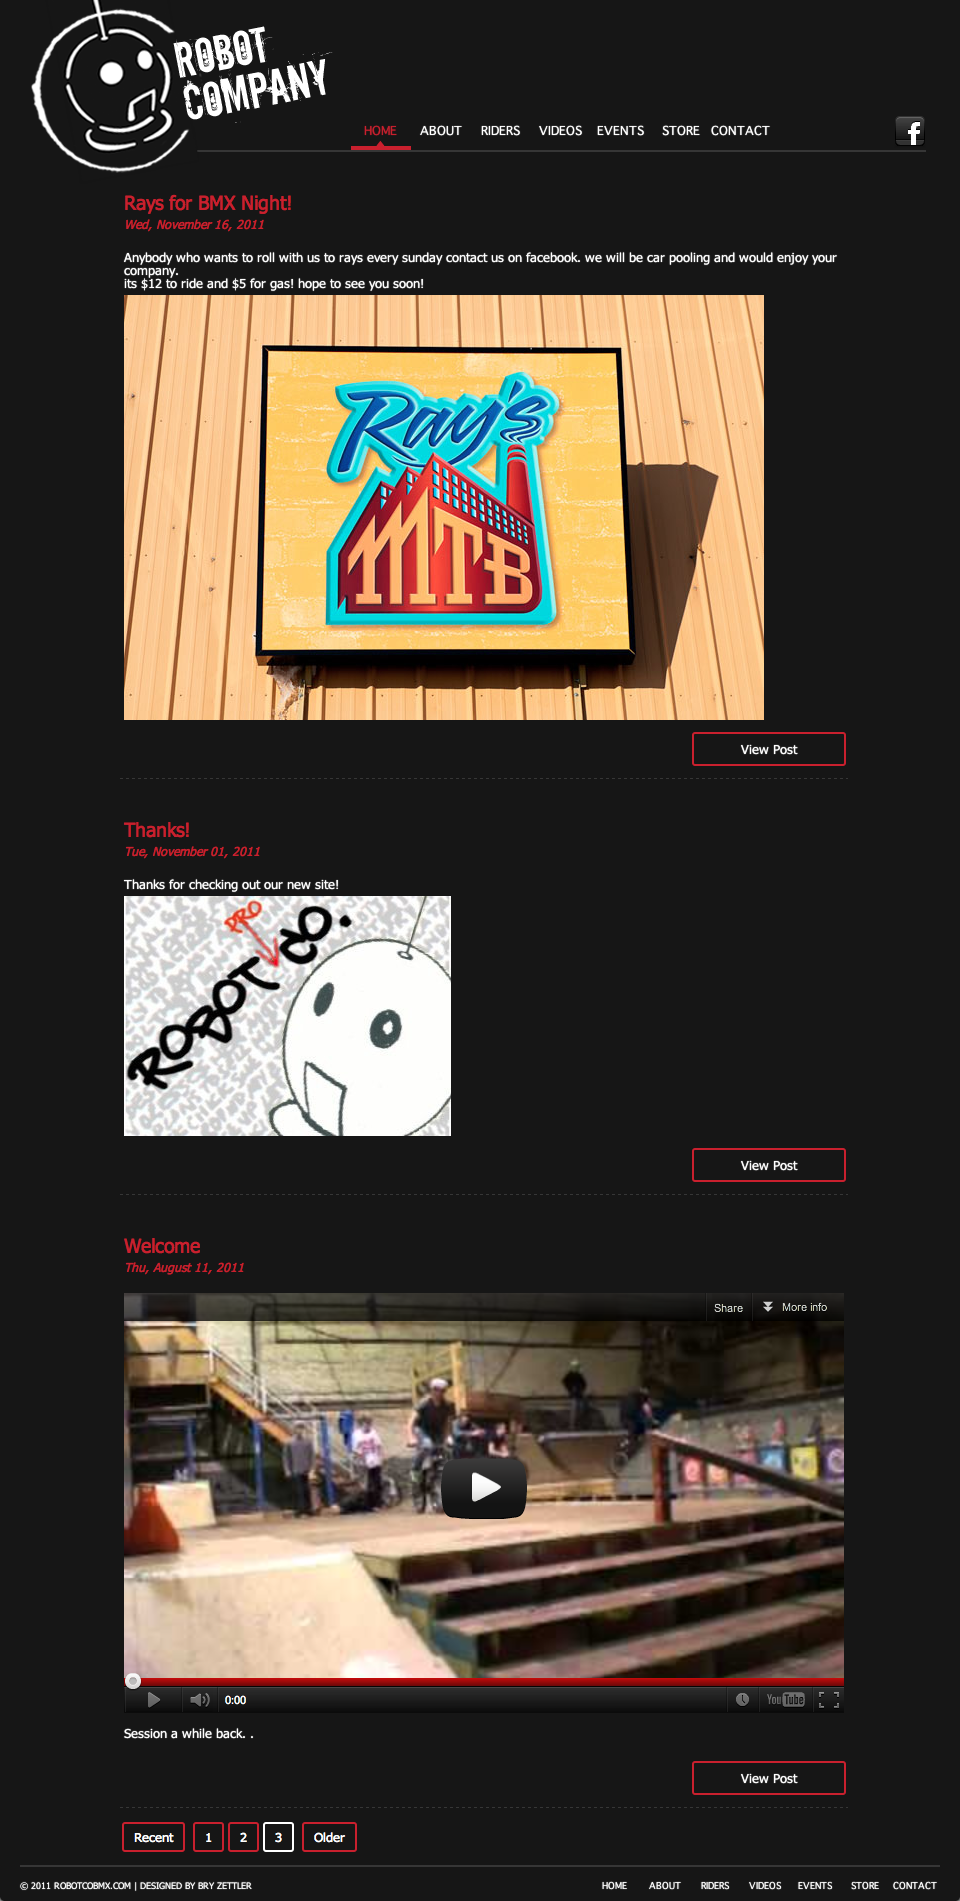 ROBOT
COMPANY
HOME ABOUT RIDERS VIDEOS EVENTS STORE CONTACT
f
Rays for BMX Night!
Wed, November 16, 2011
Anybody who wants to roll with us to rays every sunday contact us on facebook. we will be car pooling and would enjoy your
company.
its $12 to ride and $5 for gas! hope to see you soon!
Ray's
MTB
View Post
Thanks!
Tue, November 01, 2011
Thanks for checking out our new site!
PRO
ROBOT CO.
View Post
Welcome
Thu, August 11, 2011
Share More info
0:00 YouTube
Session a while back. .
View Post
Recent 1 2 3 Older
© 2011 ROBOTCOBMX.COM | DESIGNED BY BRY ZETTLER HOME ABOUT RIDERS VIDEOS EVENTS STORE CONTACT